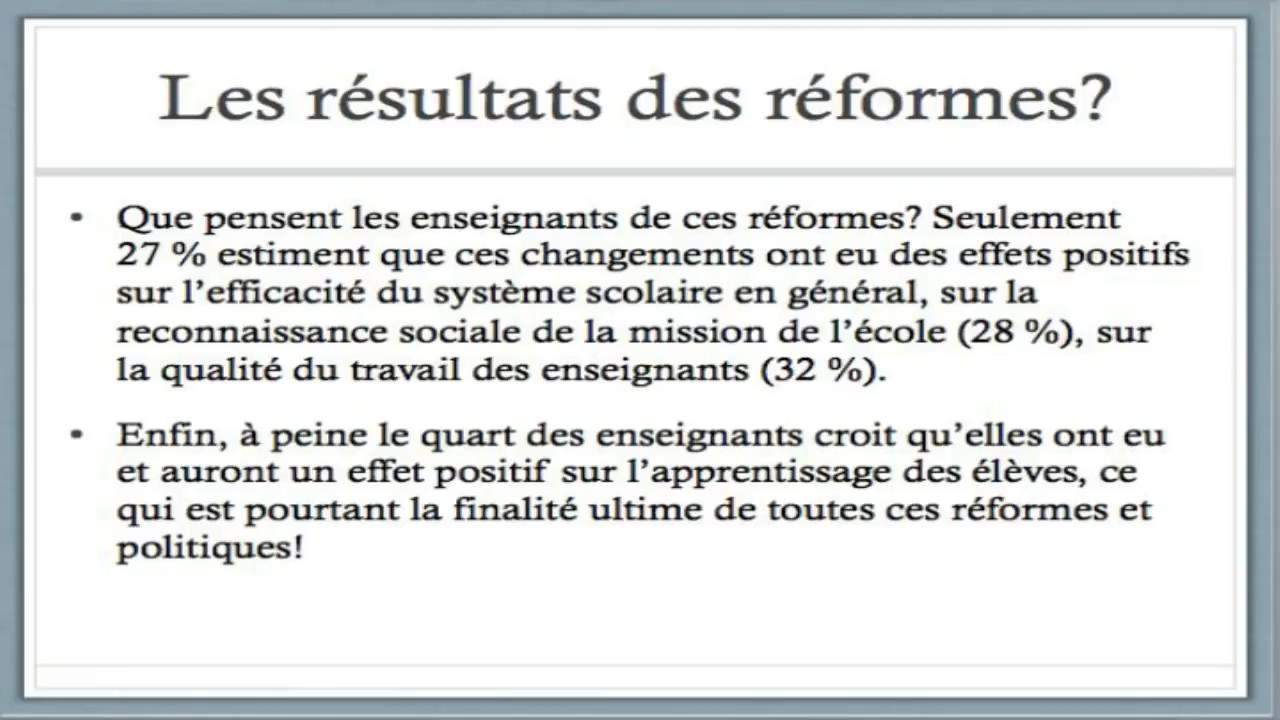 Les résultats des réformes?
• Que pensent les enseignants de ces réformes? Seulement
27 % estiment que ces changements ont eu des effets positifs
sur l'efficacité du système scolaire en général, sur la
reconnaissance sociale de la mission de l'école (28 %), sur
la qualité du travail des enseignants (32 %).
• Enfin, à peine le quart des enseignants croit qu'elles ont eu
et auront un effet positif sur l'apprentissage des élèves, ce
qui est pourtant la finalité ultime de toutes ces réformes et
politiques!